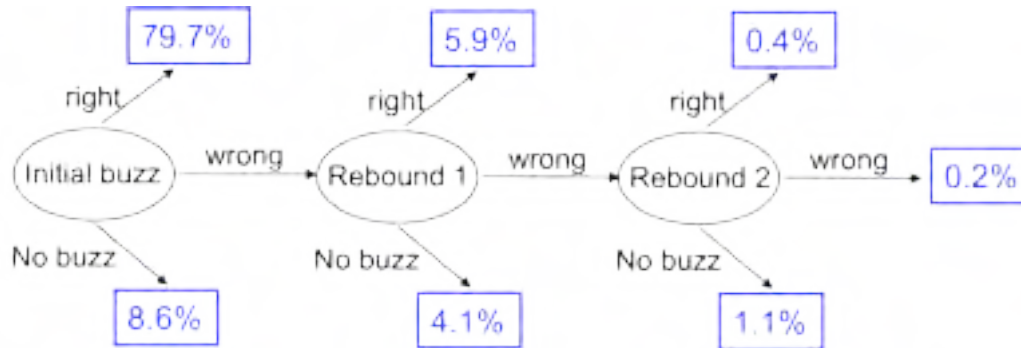 79.7% 5.9% 0.4%
right right right
Initial buzz wrong Rebound 1 wrong Rebound 2 wrong 0.2%
No buzz No buzz No buzz
8.6% 4.1% 1.1%